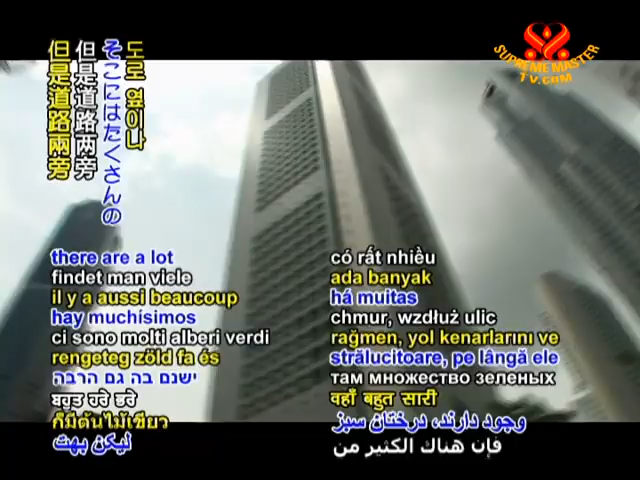 SUPREME MASTER
TV.COM
도로 옆이나
そこにはたくさんの
但是道路两旁
但是道路兩旁
there are a lot
findet man viele
il y a aussi beaucoup
hay muchísimos
ci sono molti alberi verdi
rengeteg zöld fa és
ישנם בה גם הרבה
ਬਹੁਤ ਹਰੇ ਭਰੇ
ก็มีต้นไม้เขียว
ليكن بهت
có rất nhiều
ada banyak
há muitas
chmur, wzdłuż ulic
rağmen, yol kenarlarını ve
strălucitoare, pe lângă ele
там множество зеленых
वहाँ बहुत सारी
وجود دارند، درختان سبز
فإن هناك الكثير من